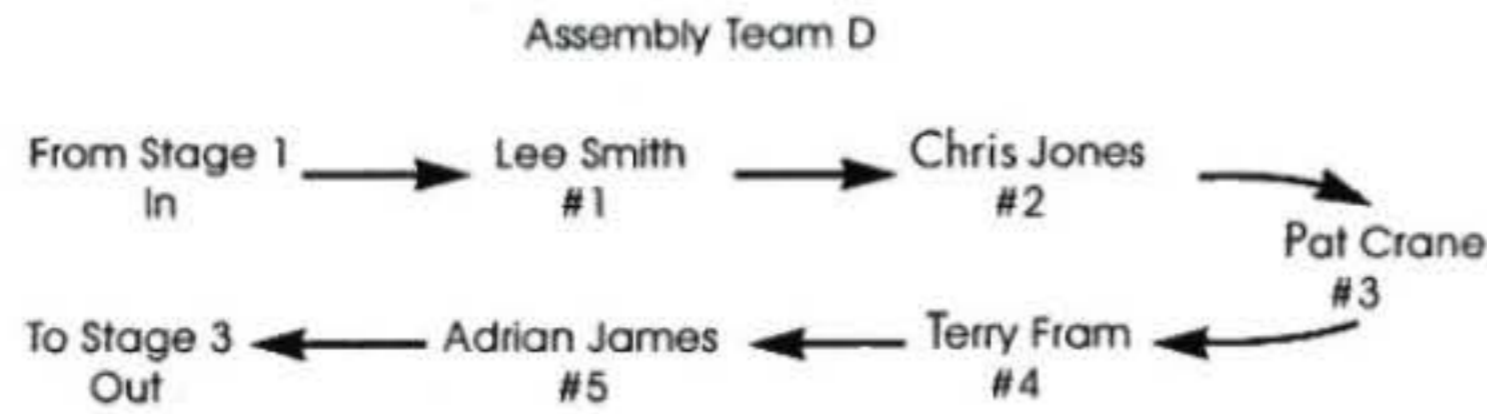 Assembly Team D
From Stage 1
In
Lee Smith
#1
Chris Jones
#2
Pat Crane
#3
Terry Fram
#4
Adrian James
#5
To Stage 3
Out